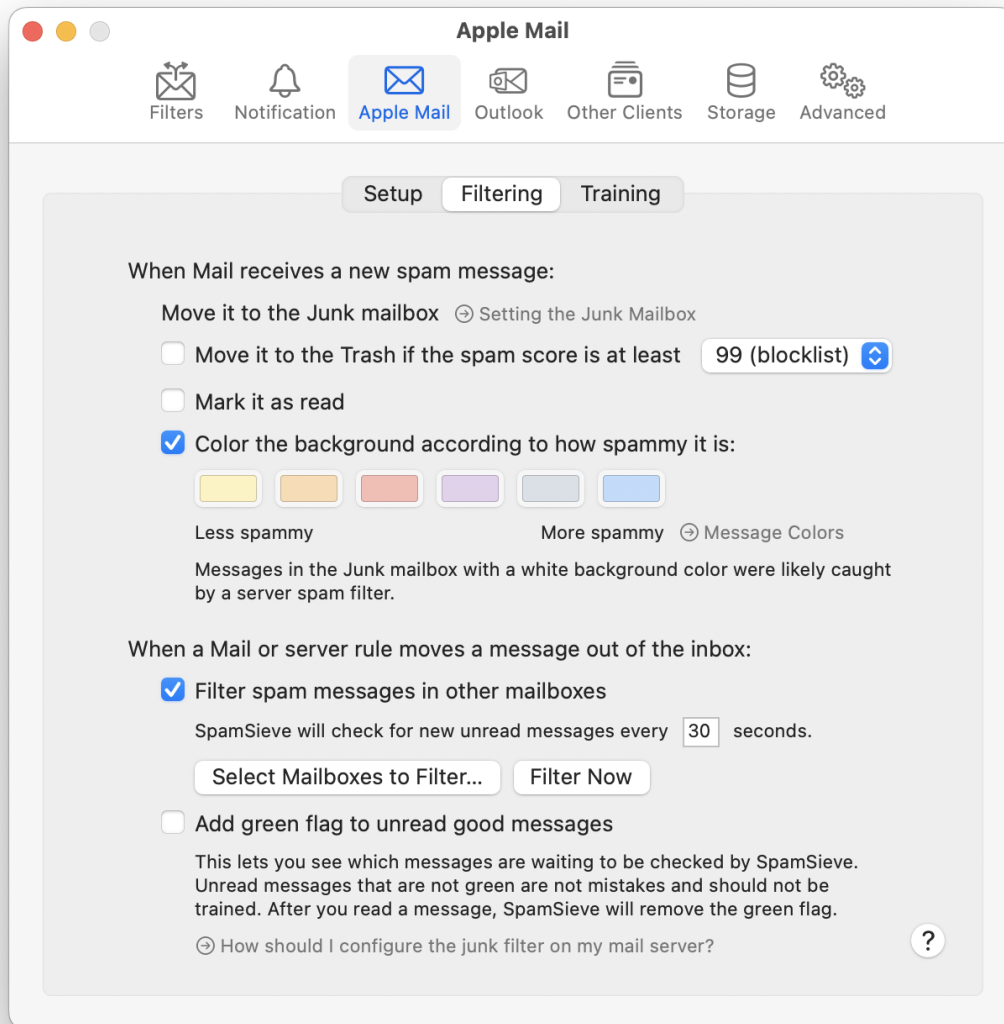 Apple Mail
Filters Notification Apple Mail Outlook Other Clients Storage Advanced
Setup Filtering Training
When Mail receives a new spam message:
Move it to the Junk mailbox Setting the Junk Mailbox
Move it to the Trash if the spam score is at least 99 (blocklist)
Mark it as read
Color the background according to how spammy it is:
Less spammy More spammy Message Colors
Messages in the Junk mailbox with a white background color were likely caught
by a server spam filter.
When a Mail or server rule moves a message out of the inbox:
Filter spam messages in other mailboxes
SpamSieve will check for new unread messages every 30 seconds.
Select Mailboxes to Filter... Filter Now
Add green flag to unread good messages
This lets you see which messages are waiting to be checked by SpamSieve.
Unread messages that are not green are not mistakes and should not be
trained. After you read a message, SpamSieve will remove the green flag.
How should I configure the junk filter on my mail server?
?